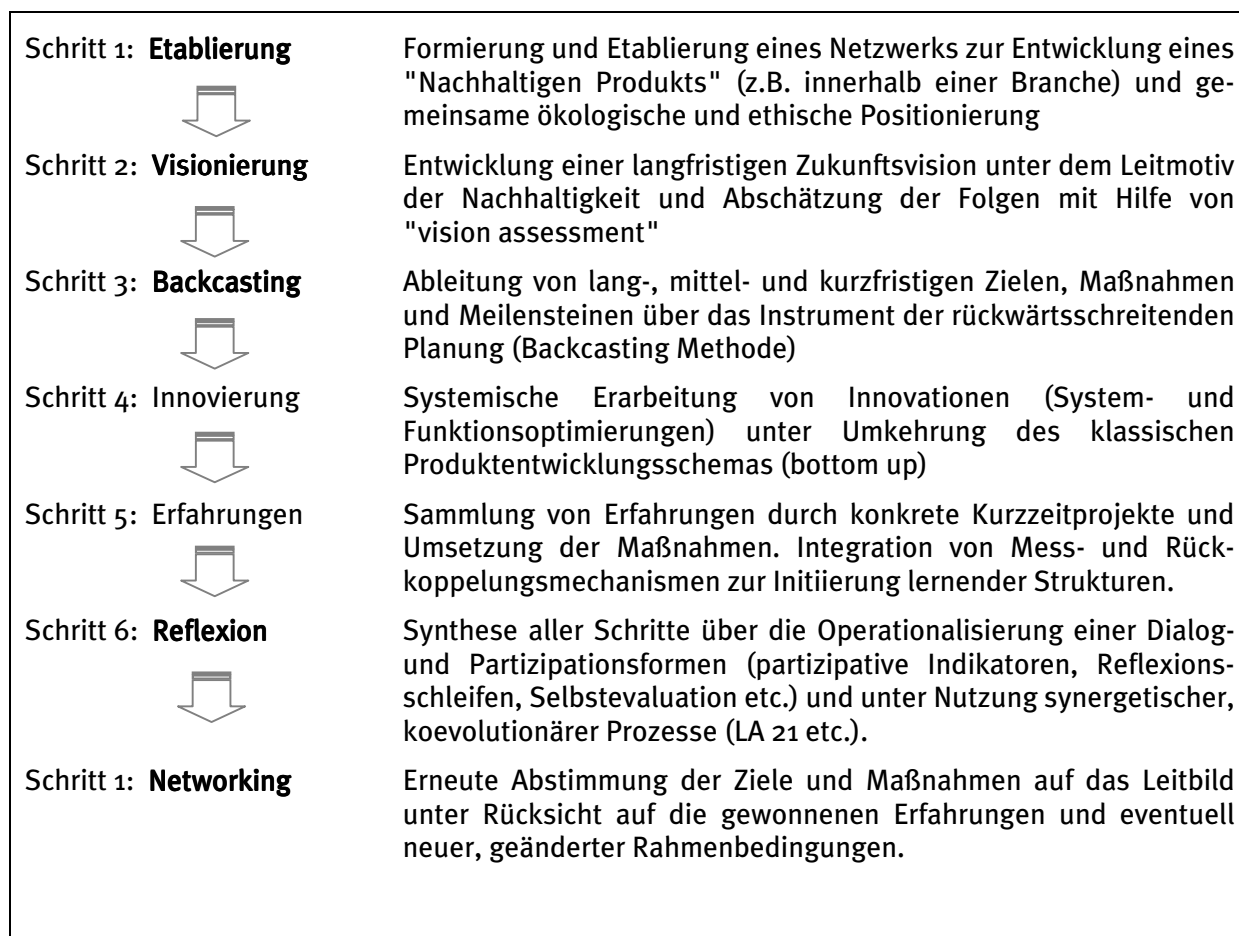 Schritt 1: Etablierung
Formierung und Etablierung eines Netzwerks zur Entwicklung eines
"Nachhaltigen Produkts" (z.B. innerhalb einer Branche) und ge-
meinsame ökologische und ethische Positionierung
Schritt 2: Visionierung
Entwicklung einer langfristigen Zukunftsvision unter dem Leitmotiv
der Nachhaltigkeit und Abschätzung der Folgen mit Hilfe von
"vision assessment"
Schritt 3: Backcasting
Ableitung von lang-, mittel- und kurzfristigen Zielen, Maßnahmen
und Meilensteinen über das Instrument der rückwärtsschreitenden
Planung (Backcasting Methode)
Schritt 4: Innovierung
Systemische Erarbeitung von Innovationen (System- und
Funktionsoptimierungen) unter Umkehrung des klassischen
Produktentwicklungsschemas (bottom up)
Schritt 5: Erfahrungen
Sammlung von Erfahrungen durch konkrete Kurzzeitprojekte und
Umsetzung der Maßnahmen. Integration von Mess- und Rück-
koppelungsmechanismen zur Initiierung lernender Strukturen.
Schritt 6: Reflexion
Synthese aller Schritte über die Operationalisierung einer Dialog-
und Partizipationsformen (partizipative Indikatoren, Reflexions-
schleifen, Selbstevaluation etc.) und unter Nutzung synergetischer,
koevolutionärer Prozesse (LA 21 etc.).
Schritt 1: Networking
Erneute Abstimmung der Ziele und Maßnahmen auf das Leitbild
unter Rücksicht auf die gewonnenen Erfahrungen und eventuell
neuer, geänderter Rahmenbedingungen.